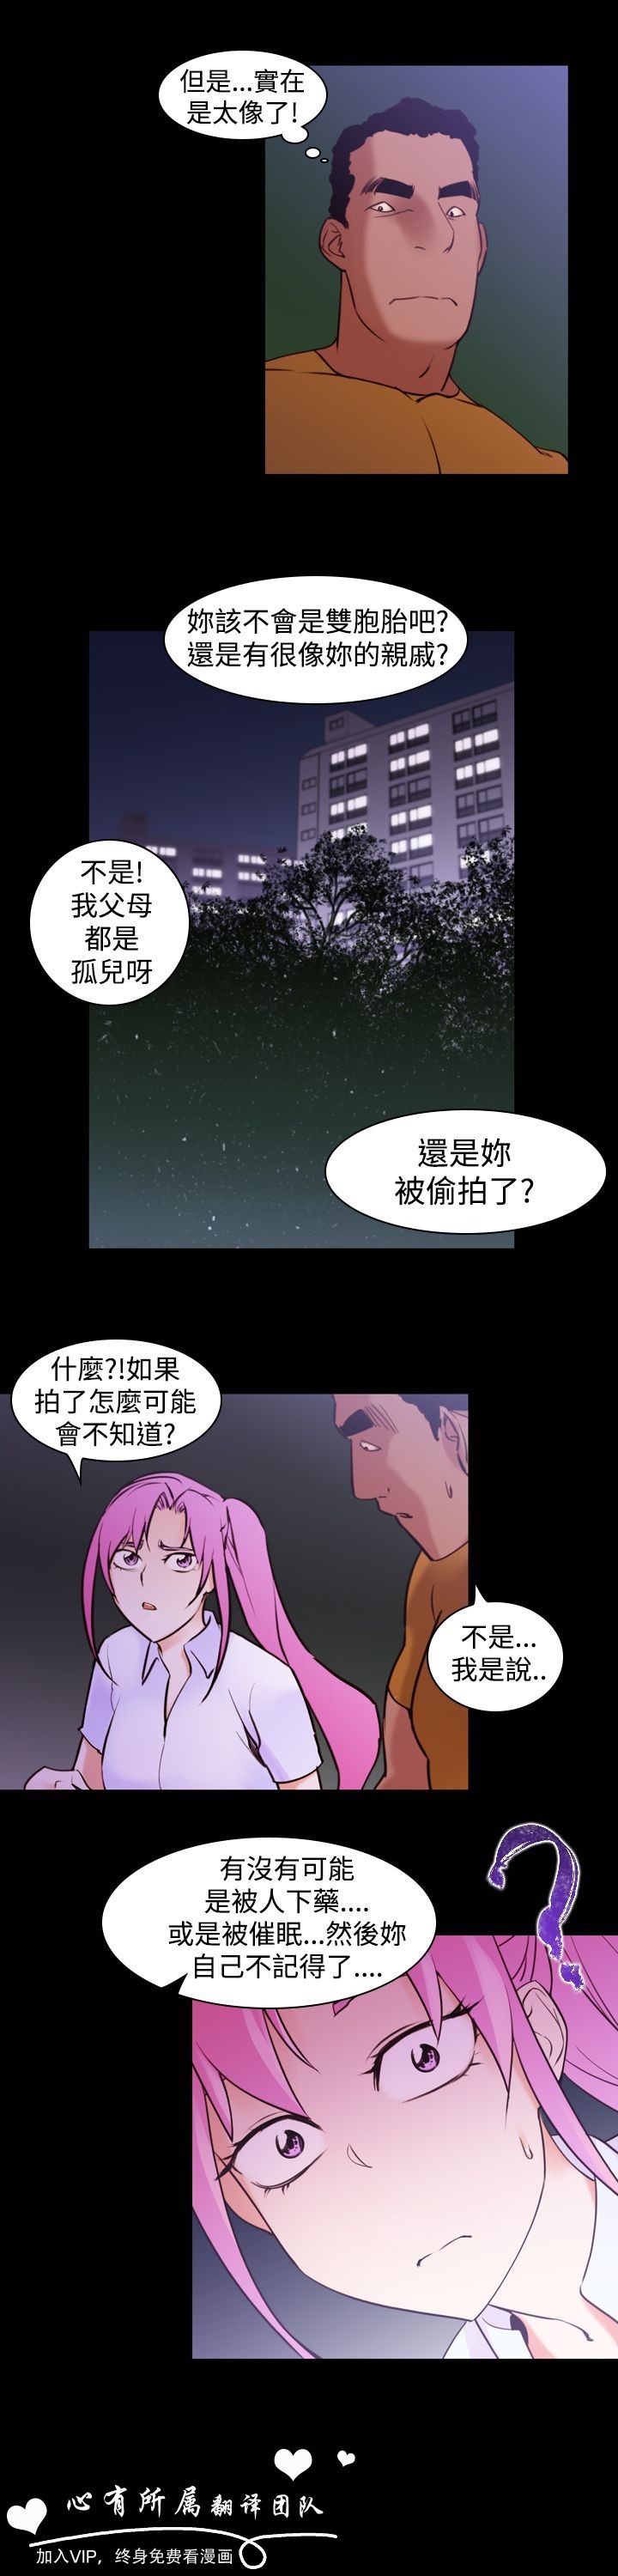 但是...實在
是太像了!
妳該不會是雙胞胎吧?
還是有很像妳的親戚?
不是!
我父母
都是
孤兒呀
還是妳
被偷拍了?
什麼?!如果
拍了怎麼可能
會不知道?
不是...
我是說..
有沒有可能
是被人下藥....
或是被催眠...然後妳
自己不記得了....
?
心有所属翻译团队
加入VIP，终身免费看漫画